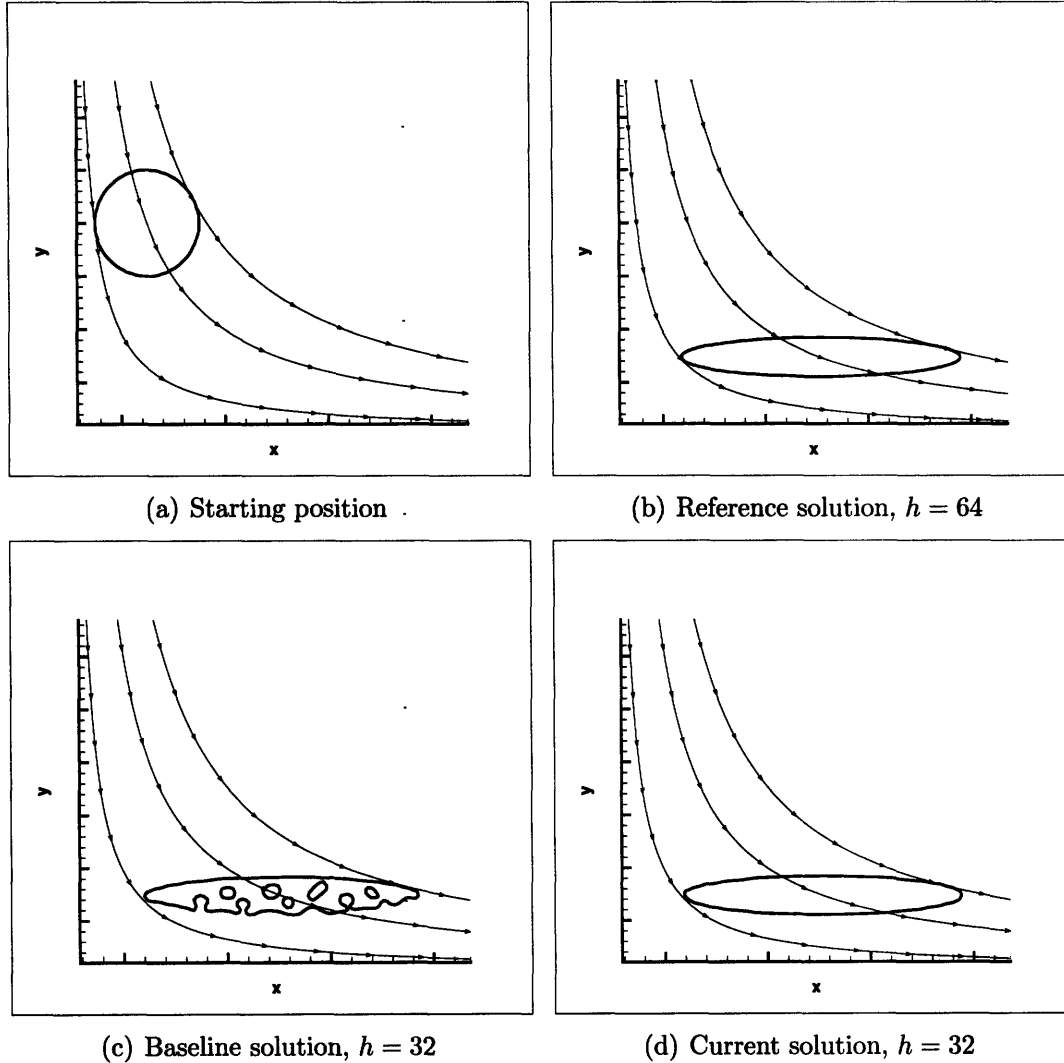 y
x
(a) Starting position
y
x
(b) Reference solution, h = 64
y
x
(c) Baseline solution, h = 32
y
x
(d) Current solution, h = 32